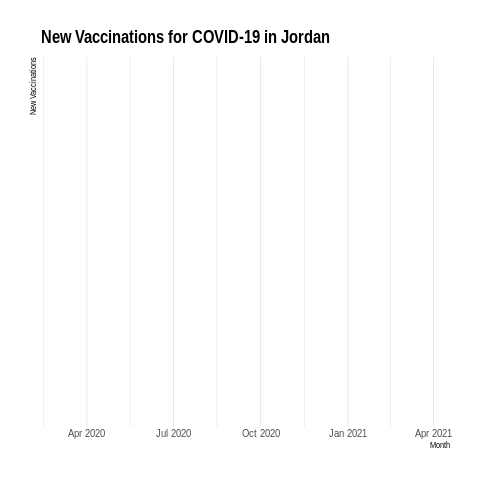 New Vaccinations for COVID-19 in Jordan
New Vaccinations
Apr 2020 Jul 2020 Oct 2020 Jan 2021 Apr 2021
Month